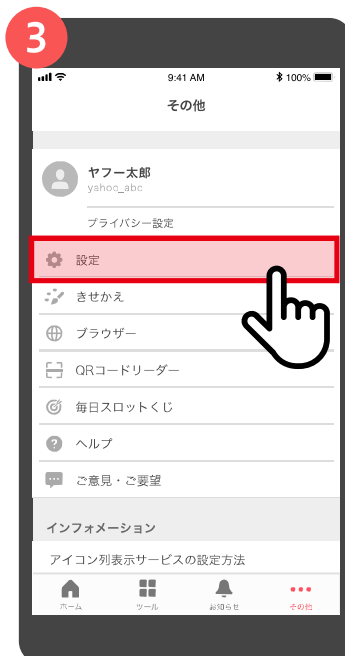 3
9:41 AM 100%
その他
ヤフー太郎
yahoo_abc
プライバシー設定
設定
きせかえ
ブラウザー
QRコードリーダー
毎日スロットくじ
ヘルプ
ご意見・ご要望
インフォメーション
アイコン列表示サービスの設定方法
ホーム ツール お知らせ その他